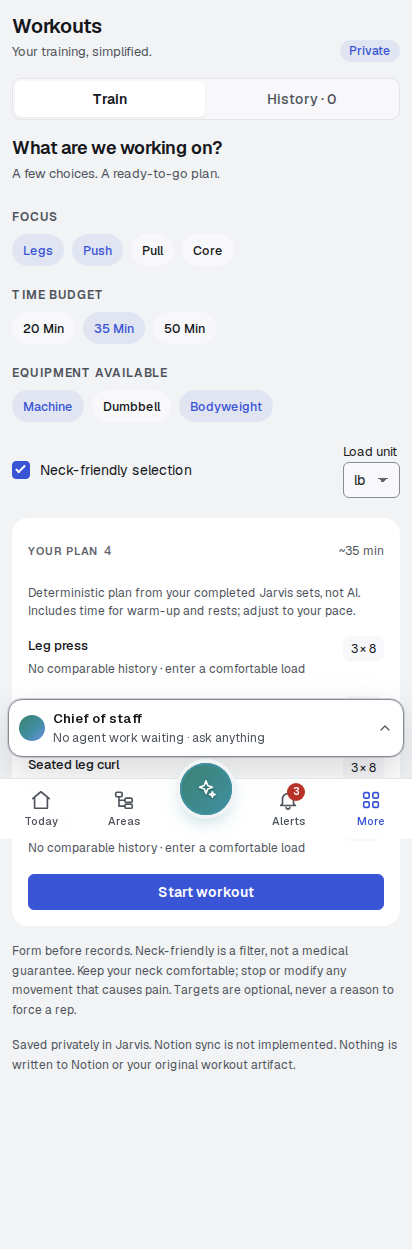 Workouts
Your training, simplified.
Private
Train
History · 0
What are we working on?
A few choices. A ready-to-go plan.
FOCUS
Legs
Push
Pull
Core
TIME BUDGET
20 Min
35 Min
50 Min
EQUIPMENT AVAILABLE
Machine
Dumbbell
Bodyweight
Load unit
Neck-friendly selection
lb
YOUR PLAN 4
~35 min
Deterministic plan from your completed Jarvis sets, not AI.
Includes time for warm-up and rests; adjust to your pace.
Leg press
3 × 8
No comparable history · enter a comfortable load
Chief of staff
No agent work waiting · ask anything
Seated leg curl
3 × 8
3
Today
Areas
Alerts
More
No comparable history · enter a comfortable load
Start workout
Form before records. Neck-friendly is a filter, not a medical
guarantee. Keep your neck comfortable; stop or modify any
movement that causes pain. Targets are optional, never a reason to
force a rep.
Saved privately in Jarvis. Notion sync is not implemented. Nothing is
written to Notion or your original workout artifact.